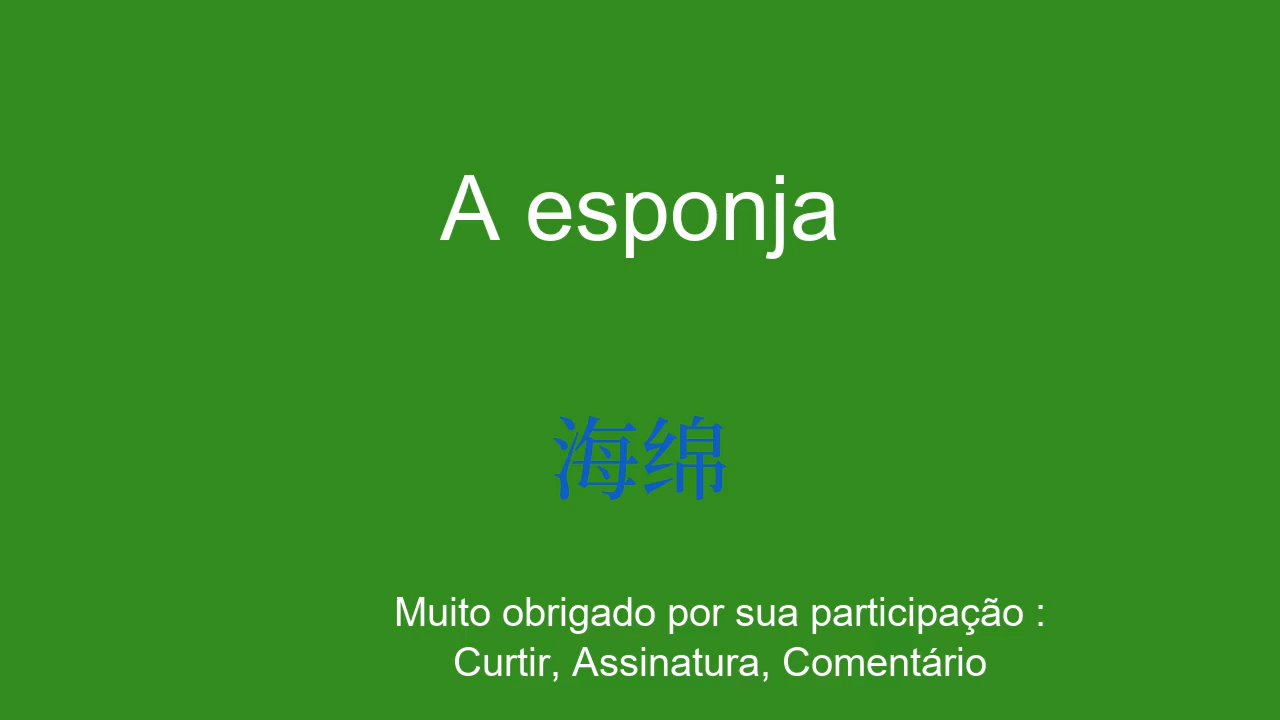 A esponja
海绵
Muito obrigado por sua participação :
Curtir, Assinatura, Comentário